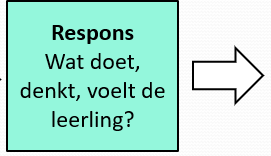 Respons
Wat doet,
denkt, voelt de
leerling?